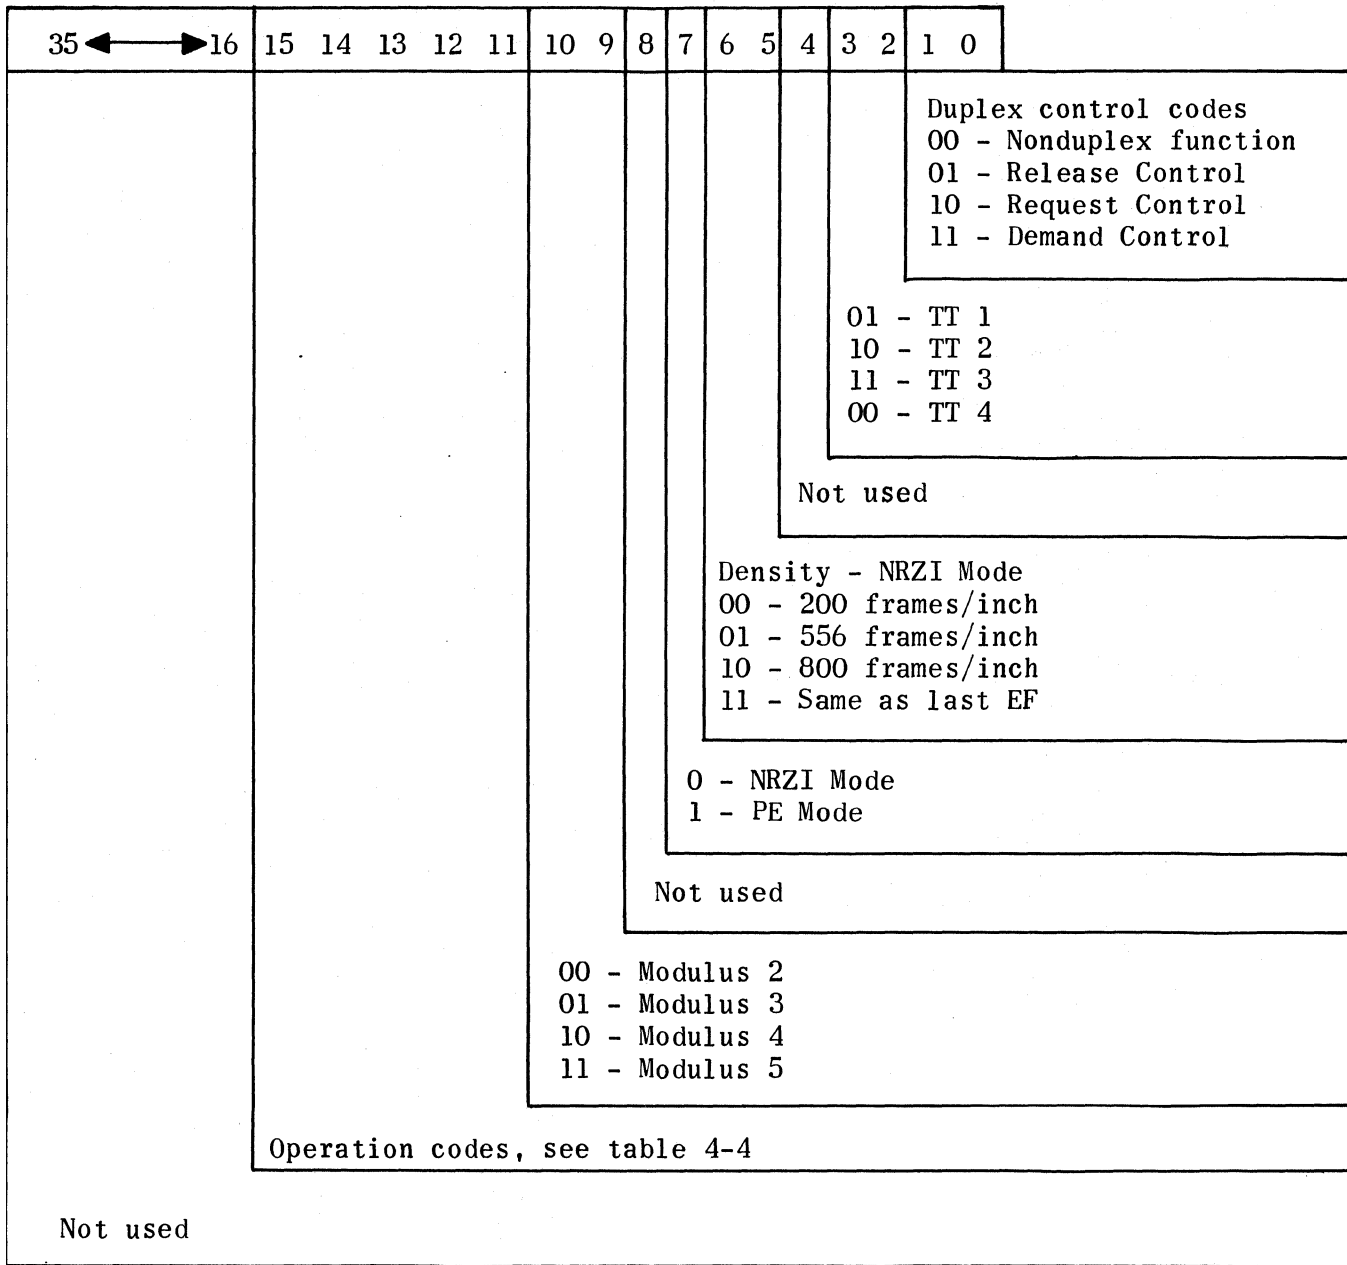 35 16 15 14 13 12 11 10 9 8 7 6 5 4 3 2 1 0
Duplex control codes
00 - Nonduplex function
01 - Release Control
10 - Request Control
11 - Demand Control
01 - TT 1
10 - TT 2
11 - TT 3
00 - TT 4
Not used
Density - NRZI Mode
00 - 200 frames/inch
01 - 556 frames/inch
10 - 800 frames/inch
11 - Same as last EF
0 - NRZI Mode
1 - PE Mode
Not used
00 - Modulus 2
01 - Modulus 3
10 - Modulus 4
11 - Modulus 5
Operation codes, see table 4-4
Not used